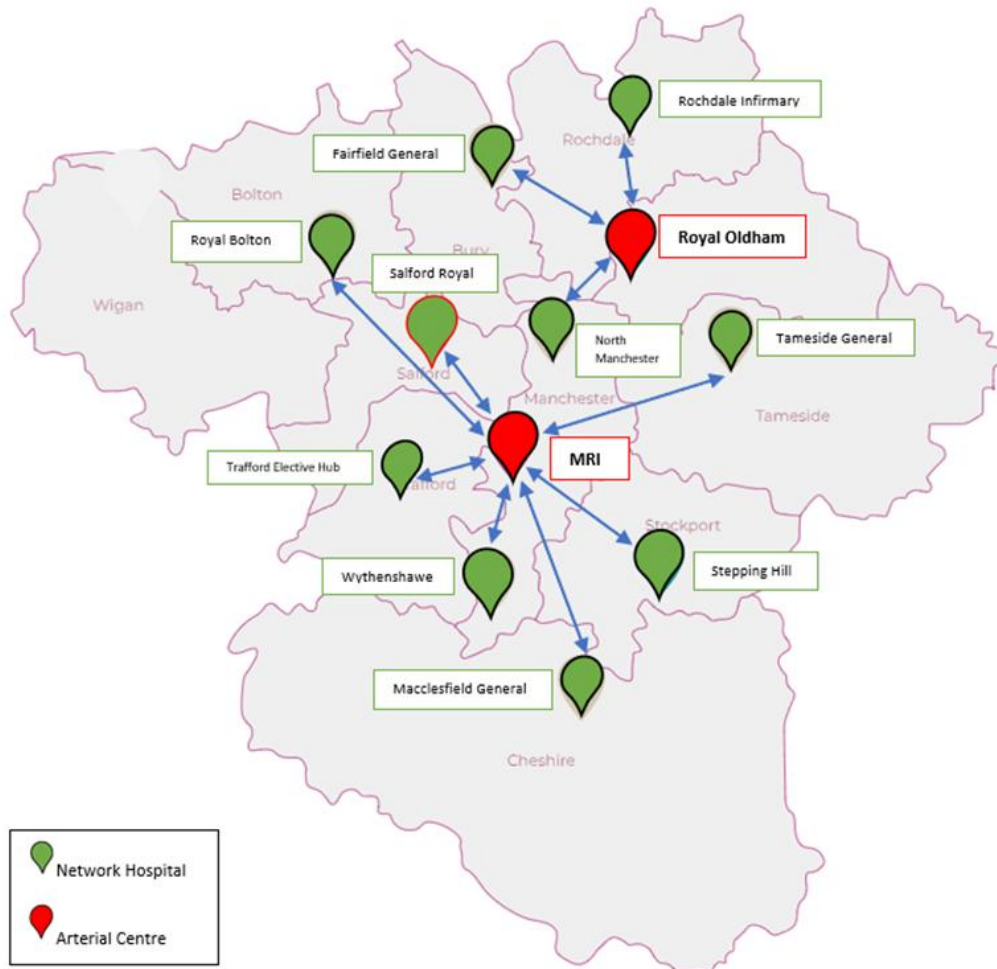 Rochdale Infirmary
Rochdale
Fairfield General
Bolton
Royal Bolton
Royal Oldham
Bury
Salford Royal
Wigan
North
Manchester
Tameside General
Salford
Manchester
Tameside
MRI
Trafford Elective Hub
afford
Stockport
Wythenshawe
Stepping Hill
Macclesfield General
Cheshire
Network Hospital
Arterial Centre